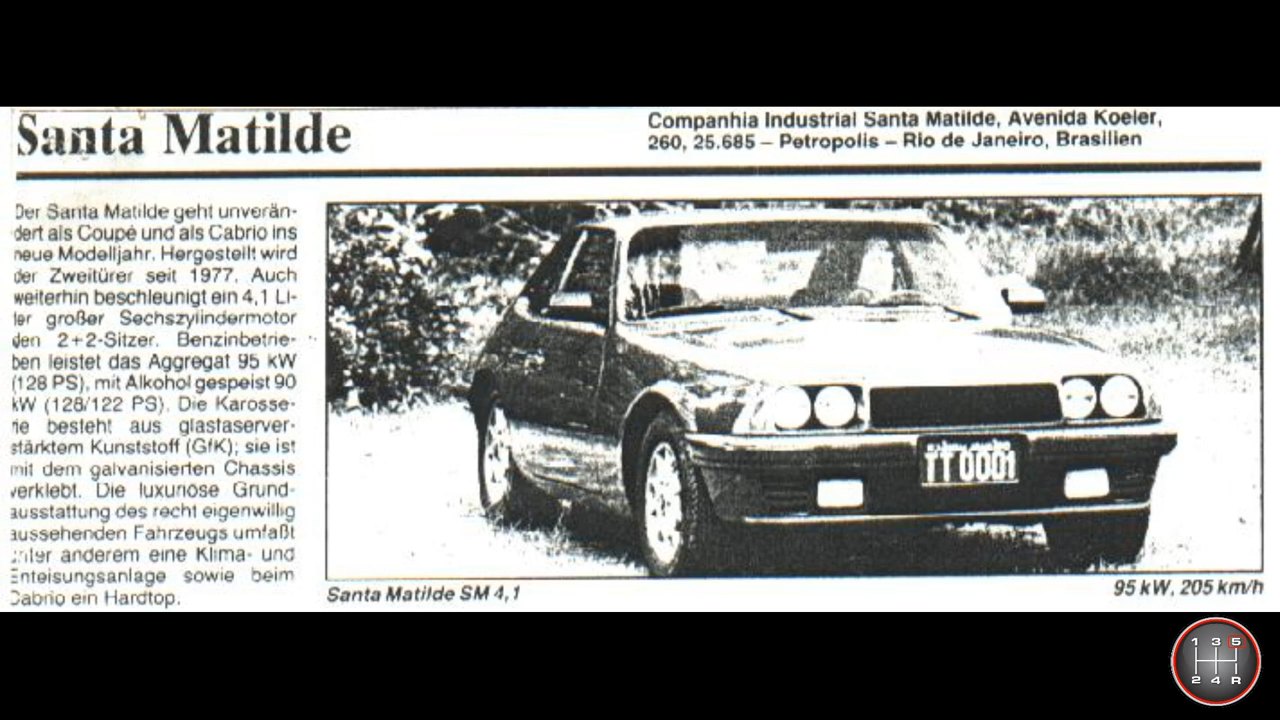 Santa Matilde
Companhia Industrial Santa Matilde, Avenida Koeler,
260, 25.685 – Petropolis – Rio de Janeiro, Brasilien
Der Santa Matilde geht unverän-
dert als Coupé und als Cabrio ins
neue Modelljahr. Hergestellt wird
der Zweitürer seit 1977. Auch
weiterhin beschleunigt ein 4,1 Li-
ter großer Sechszylindermotor
den 2+2-Sitzer. Benzinbetrie-
ben leistet das Aggregat 95 kW
(128 PS), mit Alkohol gespeist 90
kW (128/122 PS). Die Karosse-
rie besteht aus glasfaserver-
stärktem Kunststoff (GfK); sie ist
mit dem galvanisierten Chassis
verklebt. Die luxuriöse Grund-
ausstattung des recht eigenwillig
aussehenden Fahrzeugs umfaßt
unter anderem eine Klima- und
Enteisungsanlage sowie beim
Cabrio ein Hardtop.
TT 0001
Santa Matilde SM 4,1
95 kW, 205 km/h
1 3 5
2 4 R